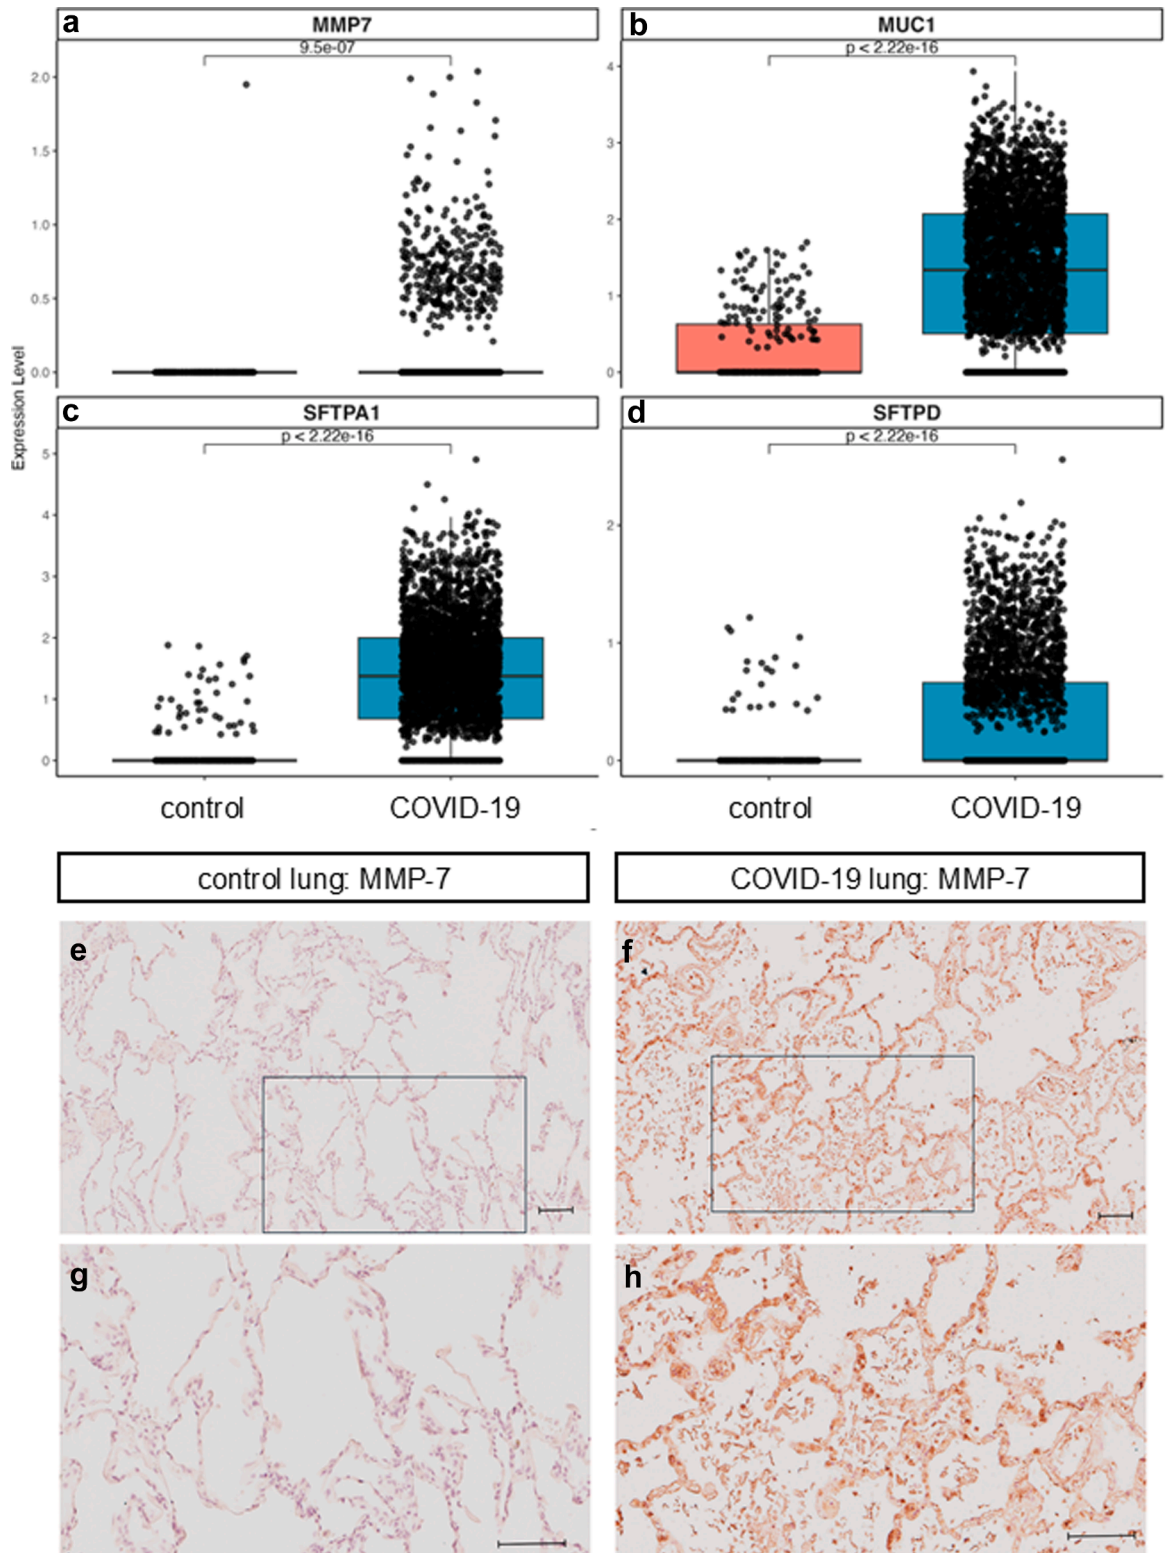 a
MMP7
b
MUC1
9.5e-07
p < 2.22e-16
2.0
1.5
1.0
0.5
0.0
4
3
2
1
0
Expression Level
c
SFTPA1
d
SFTPD
p < 2.22e-16
p < 2.22e-16
5
4
3
2
1
0
2
1
0
control
COVID-19
control
COVID-19
control lung: MMP-7
COVID-19 lung: MMP-7
e
f
g
h